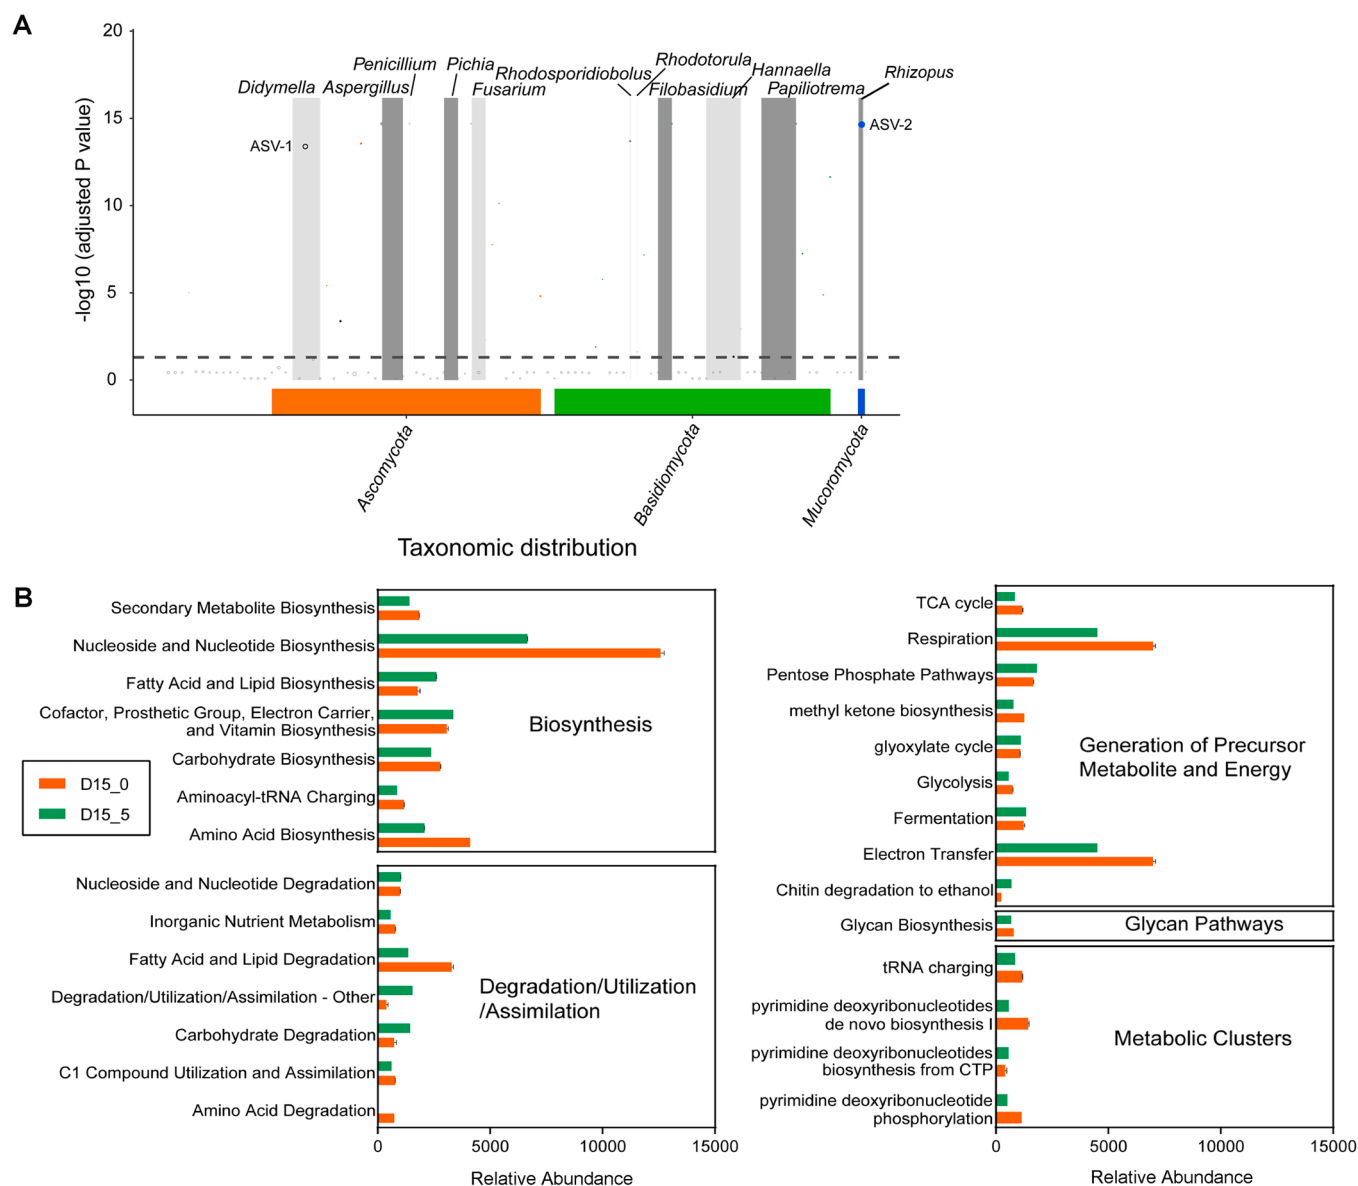 A
20
15
10
5
0
-log10 (adjusted P value)
Didymella
Aspergillus
Penicillium
Pichia
Fusarium
Rhodosporidiobolus
Rhodotorula
Filobasidium
Hannaella
Papiliotrema
Rhizopus
ASV-1
ASV-2
Ascomycota
Basidiomycota
Mucoromycota
Taxonomic distribution
B
D15_0
D15_5
Secondary Metabolite Biosynthesis
Nucleoside and Nucleotide Biosynthesis
Fatty Acid and Lipid Biosynthesis
Cofactor, Prosthetic Group, Electron Carrier,
and Vitamin Biosynthesis
Carbohydrate Biosynthesis
Aminoacyl-tRNA Charging
Amino Acid Biosynthesis
Biosynthesis
Nucleoside and Nucleotide Degradation
Inorganic Nutrient Metabolism
Fatty Acid and Lipid Degradation
Degradation/Utilization/Assimilation - Other
Carbohydrate Degradation
C1 Compound Utilization and Assimilation
Amino Acid Degradation
Degradation/Utilization
/Assimilation
0
5000
10000
15000
Relative Abundance
TCA cycle
Respiration
Pentose Phosphate Pathways
methyl ketone biosynthesis
glyoxylate cycle
Glycolysis
Fermentation
Electron Transfer
Chitin degradation to ethanol
Generation of Precursor
Metabolite and Energy
Glycan Biosynthesis
Glycan Pathways
tRNA charging
pyrimidine deoxyribonucleotides
de novo biosynthesis I
pyrimidine deoxyribonucleotides
biosynthesis from CTP
pyrimidine deoxyribonucleotide
phosphorylation
Metabolic Clusters
0
5000
10000
15000
Relative Abundance